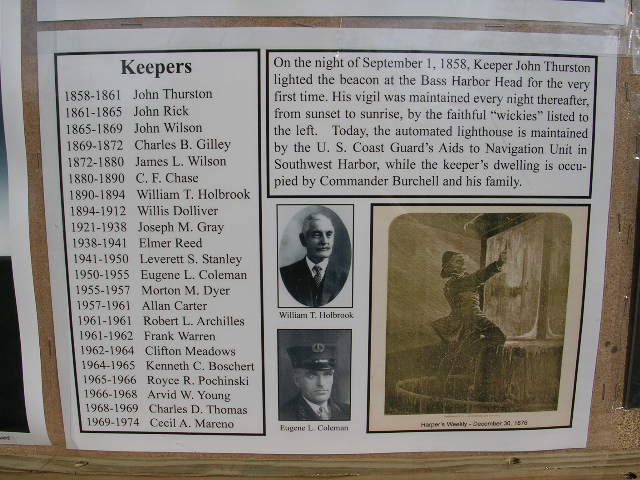 Keepers
1858-1861 John Thurston
1861-1865 John Rick
1865-1869 John Wilson
1869-1872 Charles B. Gilley
1872-1880 James L. Wilson
1880-1890 C. F. Chase
1890-1894 William T. Holbrook
1894-1912 Willis Dolliver
1921-1938 Joseph M. Gray
1938-1941 Elmer Reed
1941-1950 Leverett S. Stanley
1950-1955 Eugene L. Coleman
1955-1957 Morton M. Dyer
1957-1961 Allan Carter
1961-1961 Robert L. Archilles
1961-1962 Frank Warren
1962-1964 Clifton Meadows
1964-1965 Kenneth C. Boschert
1965-1966 Royce R. Pochinski
1966-1968 Arvid W. Young
1968-1969 Charles D. Thomas
1969-1974 Cecil A. Mareno
On the night of September 1, 1858, Keeper John Thurston
lighted the beacon at the Bass Harbor Head for the very
first time. His vigil was maintained every night thereafter,
from sunset to sunrise, by the faithful “wickies” listed to
the left. Today, the automated lighthouse is maintained
by the U. S. Coast Guard’s Aids to Navigation Unit in
Southwest Harbor, while the keeper’s dwelling is occu-
pied by Commander Burchell and his family.
William T. Holbrook
Eugene L. Coleman
Harper's Weekly - December 30, 1876